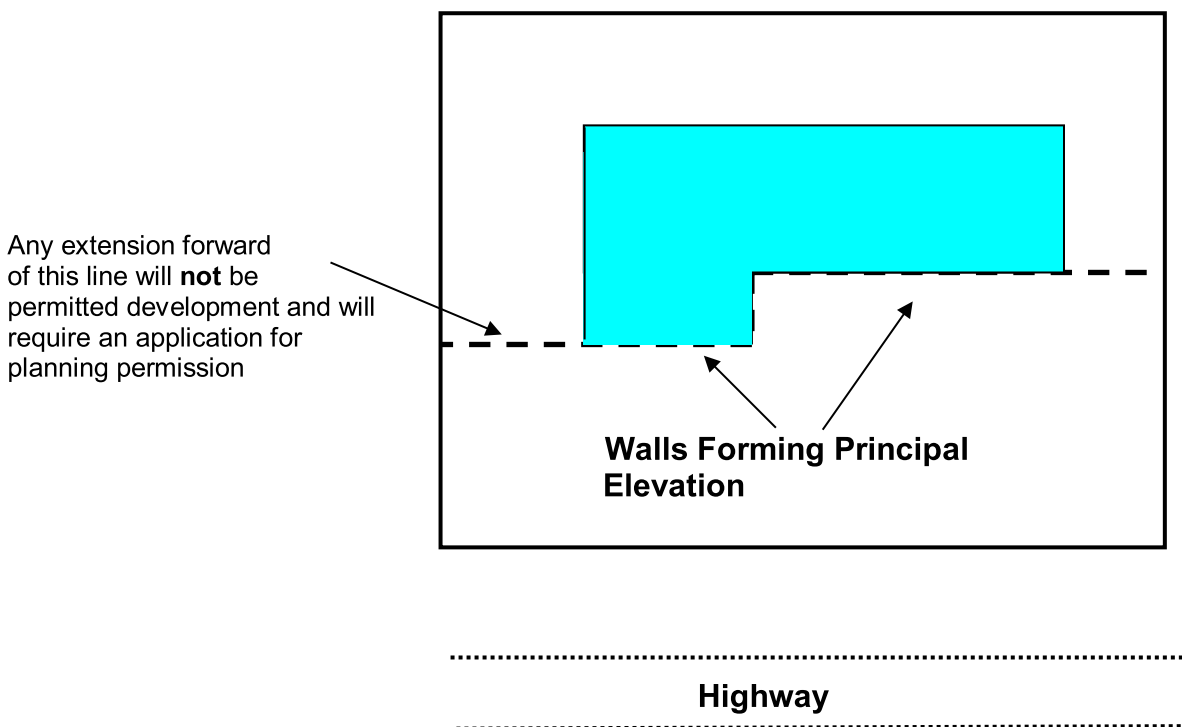 Any extension forward
of this line will not be
permitted development and will
require an application for
planning permission
Walls Forming Principal
Elevation
Highway